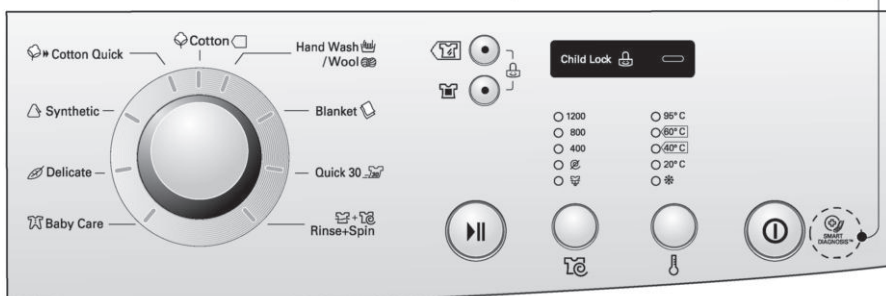 Cotton
Cotton Quick
Hand Wash
/Wool
Synthetic
Blanket
Delicate
Quick 30
Baby Care
+
Rinse+Spin
Child Lock
1200
800
400
95° C
60° C
40° C
20° C
SMART
DIAGNOSIS™